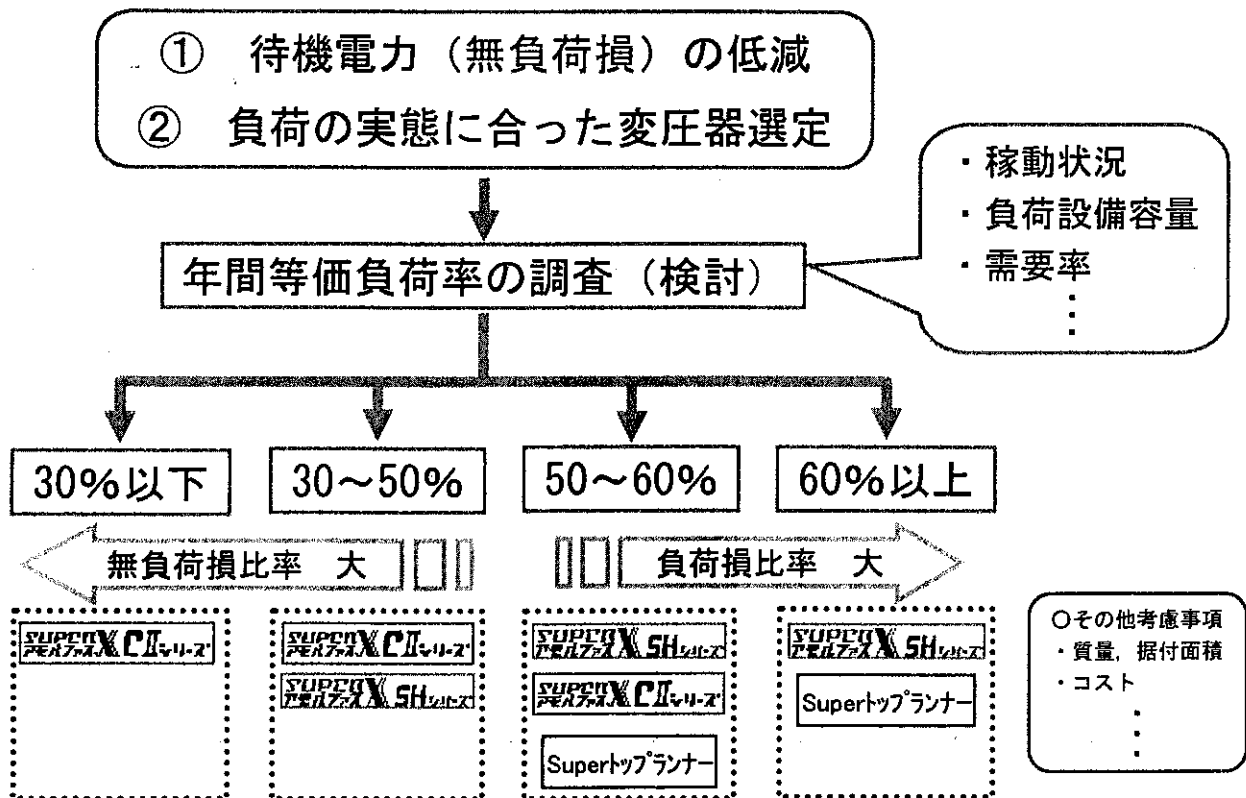 ① 待機電力(無負荷損)の低減
② 負荷の実態に合った変圧器選定
・稼動状況
・負荷設備容量
・需要率
年間等価負荷率の調査(検討)
30%以下
30~50%
50~60%
60%以上
無負荷損比率 大
負荷損比率 大
SUPER アモルファスX CⅡシリーズ
SUPER アモルファスX CⅡシリーズ
SUPER アモルファスX SHシリーズ
SUPER アモルファスX SHシリーズ
SUPER アモルファスX CⅡシリーズ
Superトップランナー
SUPER アモルファスX SHシリーズ
Superトップランナー
○その他考慮事項
・質量,据付面積
・コスト